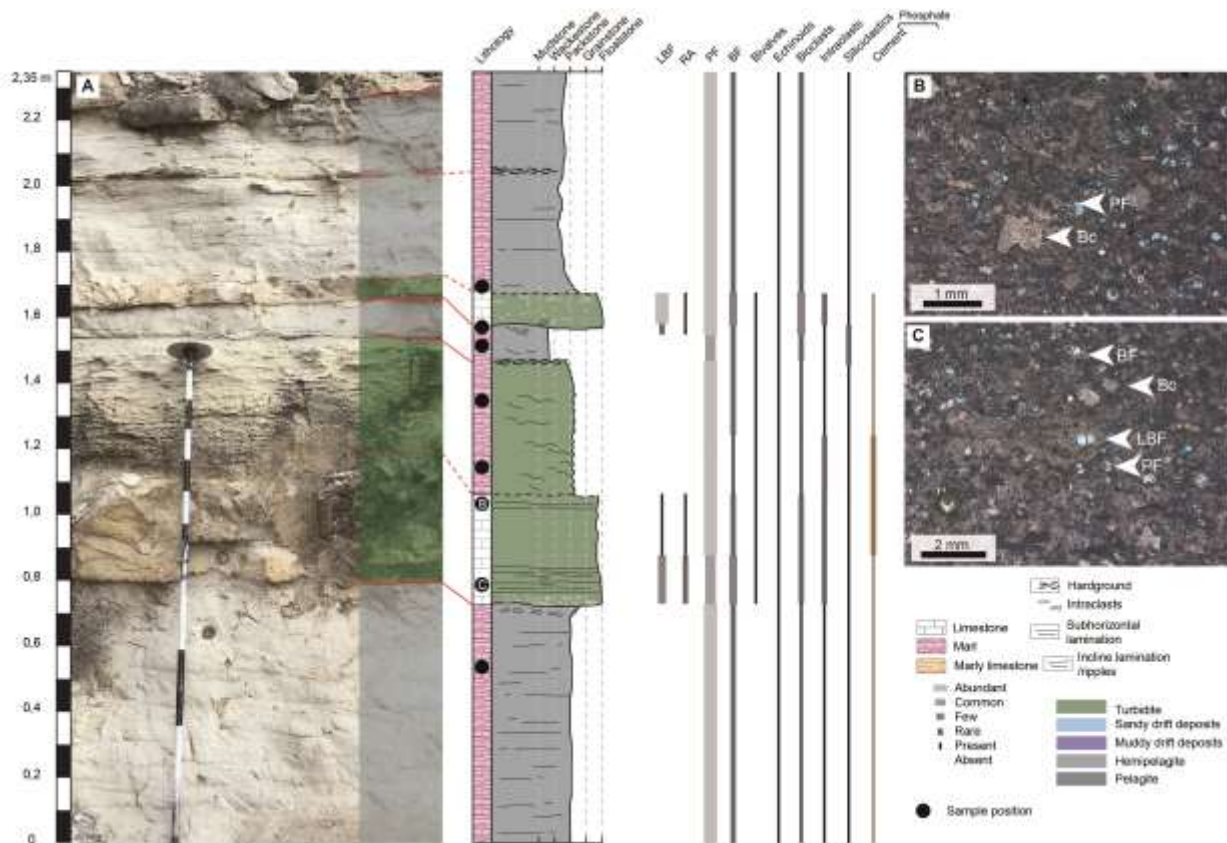 Phosphate
Lithology
Mudstone
Wackestone
Packstone
Grainstone
Floatstone
LBF
RA
PF
BF
Bivalves
Echinoids
Bioclasts
Intraclasts
Siliciclastics
Cement
2,35 m
2,2
2,0
1,8
1,6
1,4
1,2
1,0
0,8
0,6
0,4
0,2
0
A
B
C
B
PF
Bc
1 mm
C
BF
Bc
LBF
PF
2 mm
Hardground
Intraclasts
Limestone
Subhorizontal
lamination
Marl
Marly limestone
Incline lamination
/ripples
Abundant
Common
Few
Rare
Present
Absent
Turbidite
Sandy drift deposits
Muddy drift deposits
Hemipelagite
Pelagite
Sample position